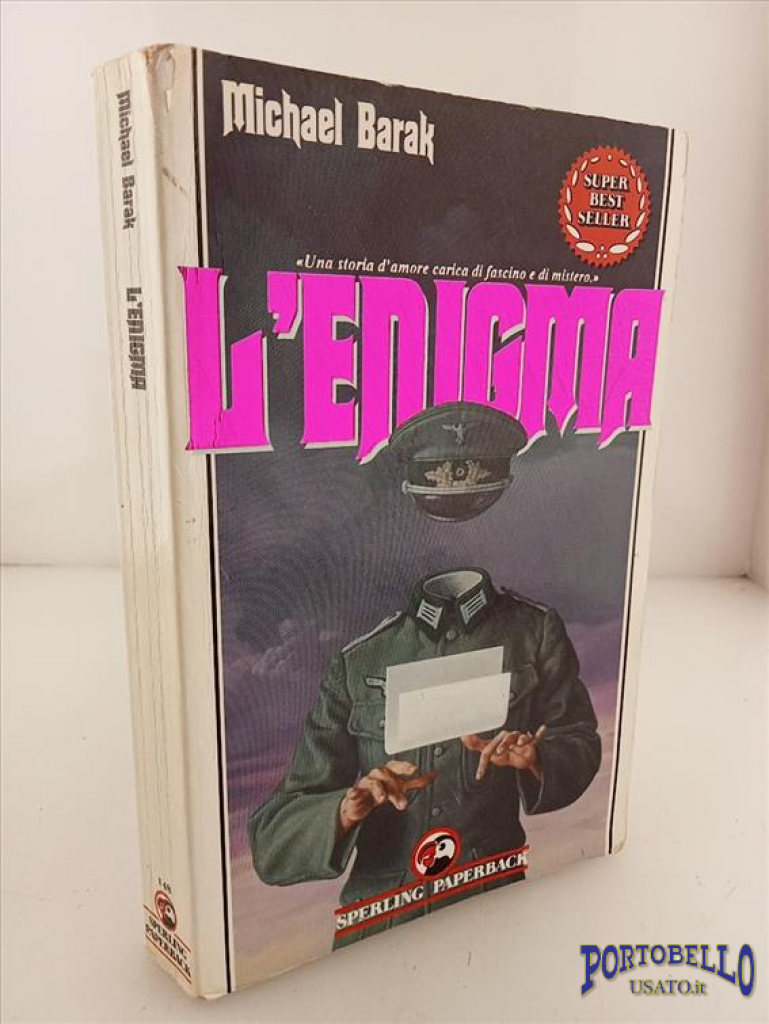 Michael Barak
SUPER
BEST
SELLER
«Una storia d'amore carica di fascino e di mistero.»
L'ENIGMA
SPERLING PAPERBACK
Michael Barak
L'ENIGMA
148
SPERLING
PAPERBACK
PORTOBELLO
USATO.it